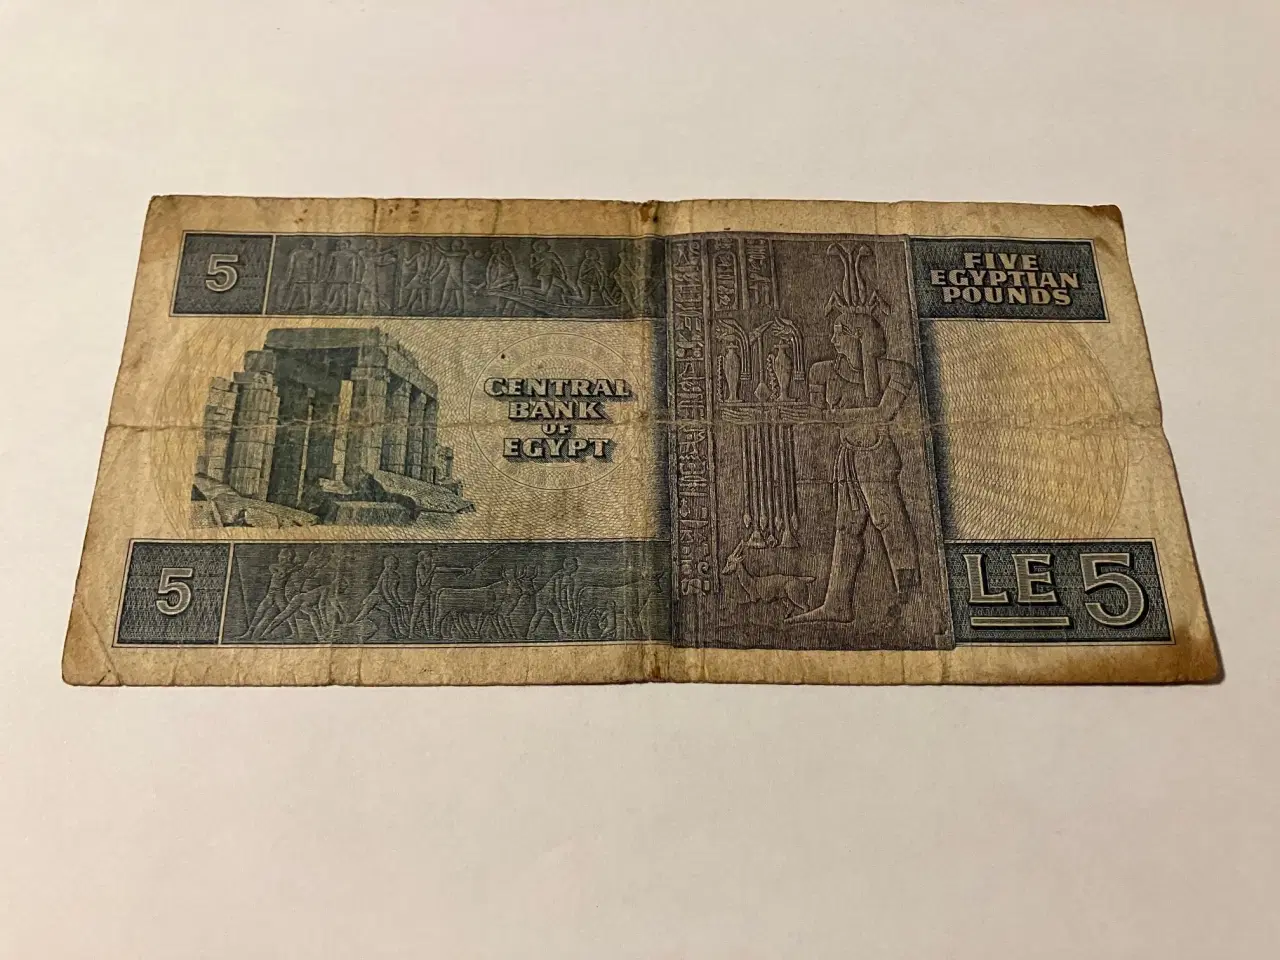 5
FIVE
EGYPTIAN
POUNDS
CENTRAL
BANK
OF
EGYPT
5
LE 5